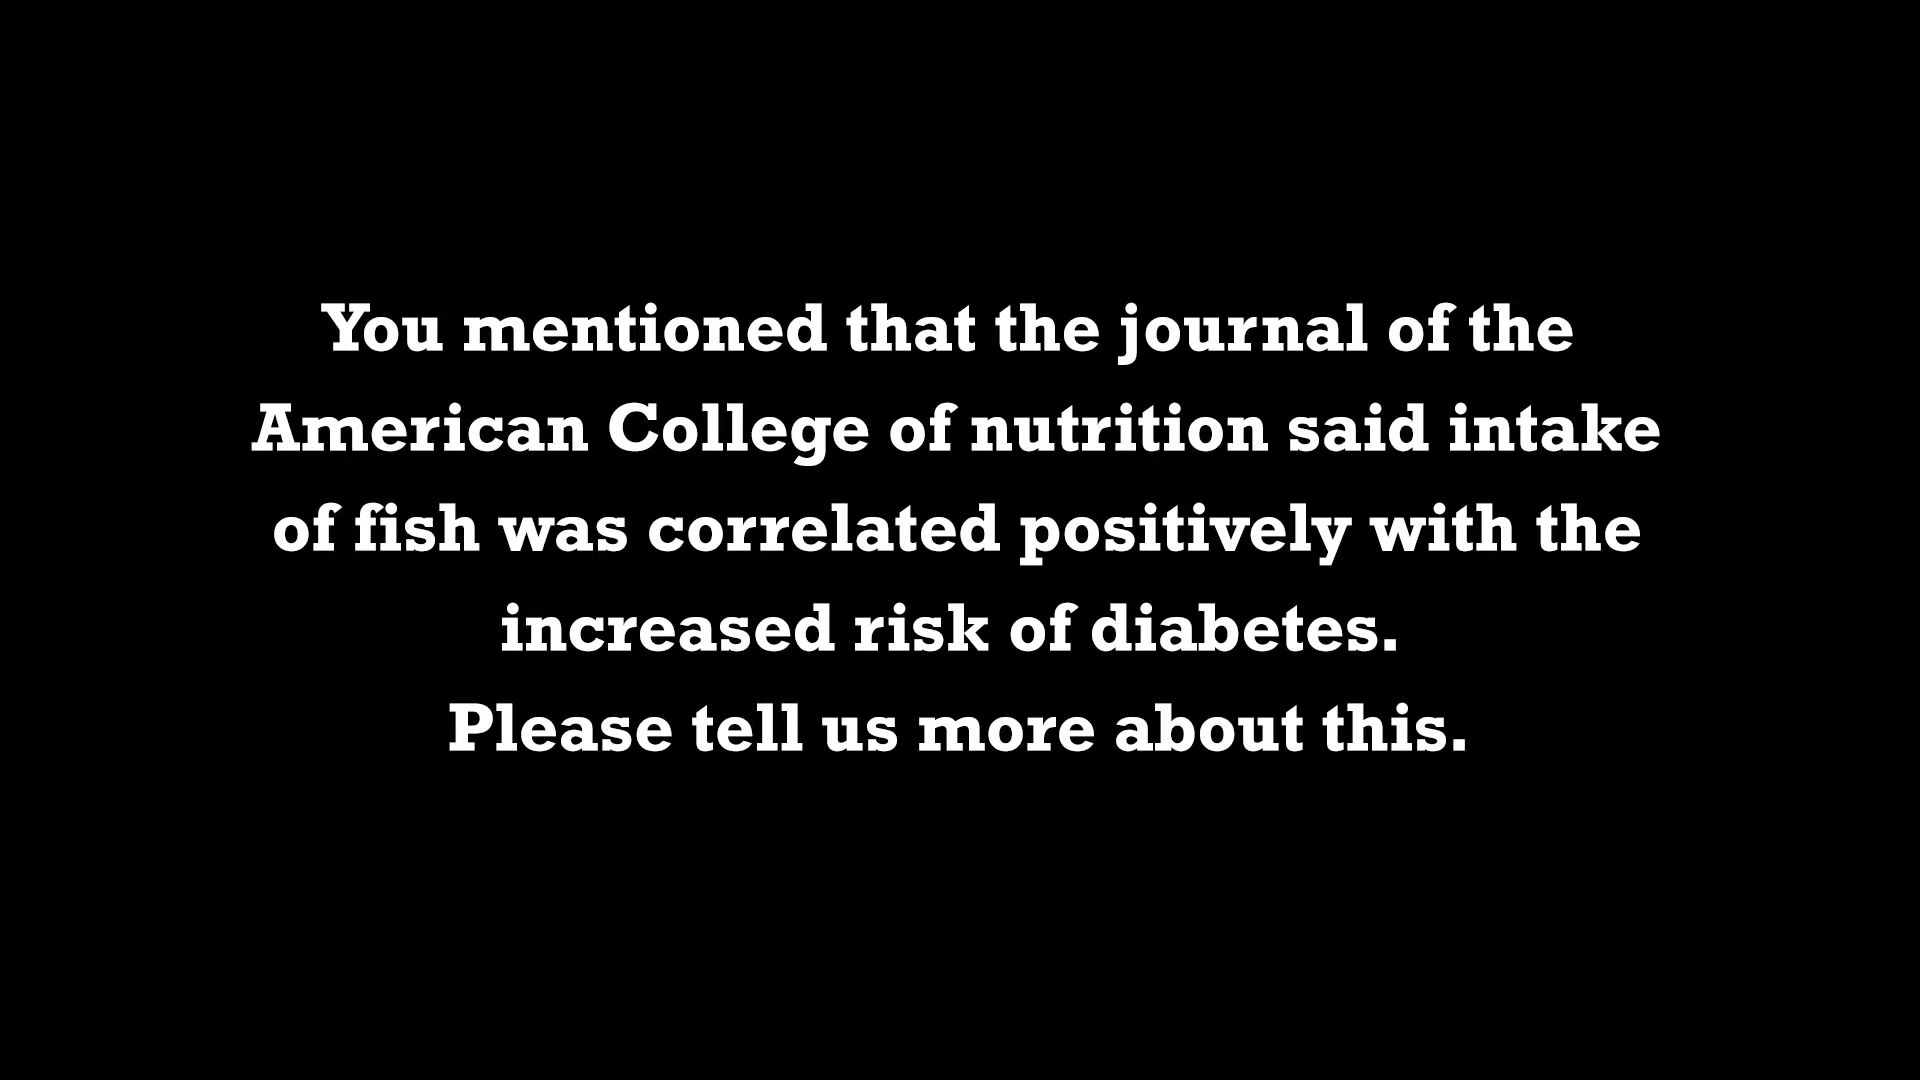 You mentioned that the journal of the
American College of nutrition said intake
of fish was correlated positively with the
increased risk of diabetes.
Please tell us more about this.